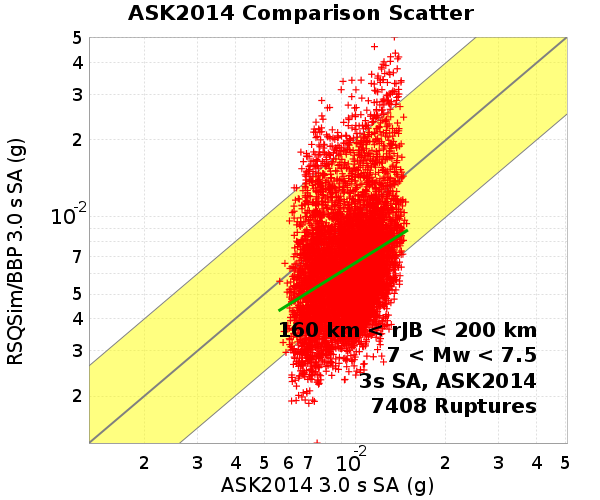 ASK2014 Comparison Scatter
RSQSim/BBP 3.0 s SA (g)
5
4
3
2
10-2
7
5
4
3
2
160 km < rJB < 200 km
7 < Mw < 7.5
3s SA, ASK2014
7408 Ruptures
2 3 4 5 6 7 10-2 2 3 4 5
ASK2014 3.0 s SA (g)